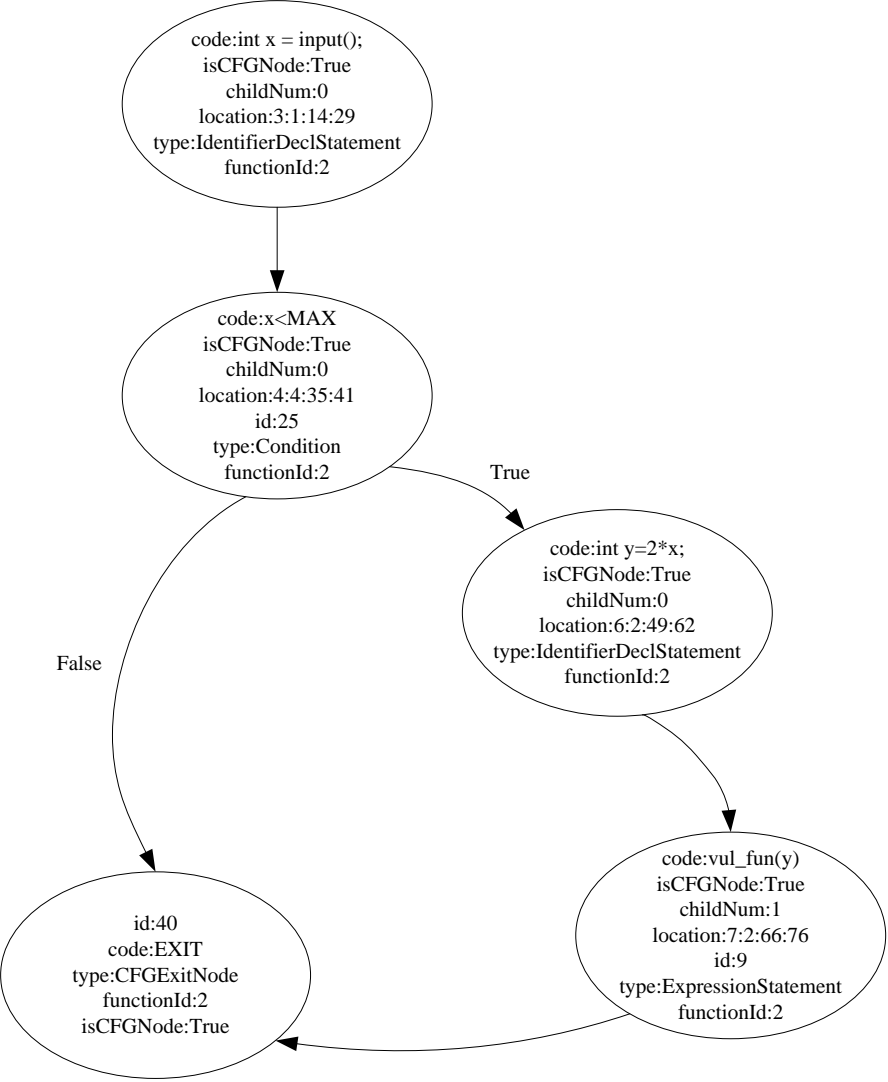 code:int x = input();
isCFGNode:True
childNum:0
location:3:1:14:29
type:IdentifierDeclStatement
functionId:2
code:x<MAX
isCFGNode:True
childNum:0
location:4:4:35:41
id:25
type:Condition
functionId:2
True
code:int y=2*x;
isCFGNode:True
childNum:0
location:6:2:49:62
type:IdentifierDeclStatement
functionId:2
False
code:vul_fun(y)
isCFGNode:True
childNum:1
location:7:2:66:76
id:9
type:ExpressionStatement
functionId:2
id:40
code:EXIT
type:CFGExitNode
functionId:2
isCFGNode:True